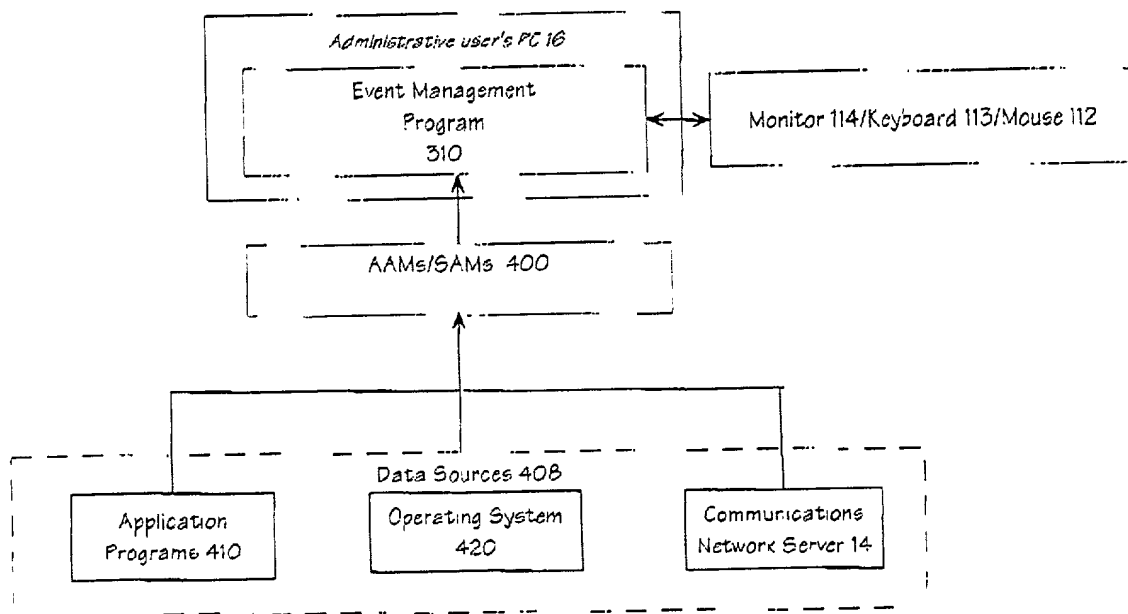 Administrative user's PC 16
Event Management
Program
310
Monitor 114/Keyboard 113/Mouse 112
AAMs/SAMs 400
Data Sources 408
Application
Programs 410
Operating System
420
Communications
Network Server 14